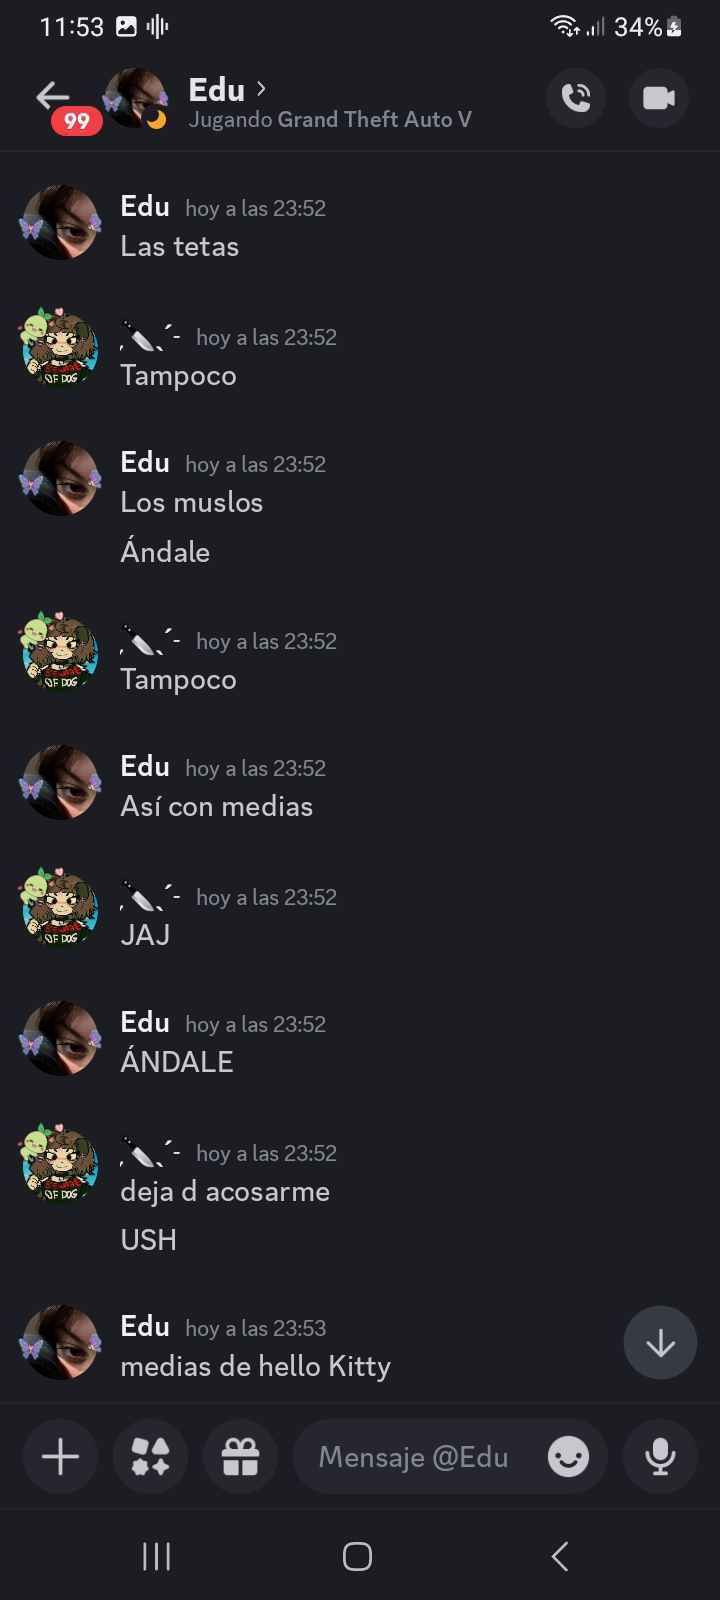 11:53 34%
99
Edu
Jugando Grand Theft Auto V
Edu hoy a las 23:52
Las tetas
hoy a las 23:52
Tampoco
Edu hoy a las 23:52
Los muslos
Ándale
hoy a las 23:52
Tampoco
Edu hoy a las 23:52
Así con medias
hoy a las 23:52
JAJ
Edu hoy a las 23:52
ÁNDALE
hoy a las 23:52
deja d acosarme
USH
Edu hoy a las 23:53
medias de hello Kitty
Mensaje @Edu